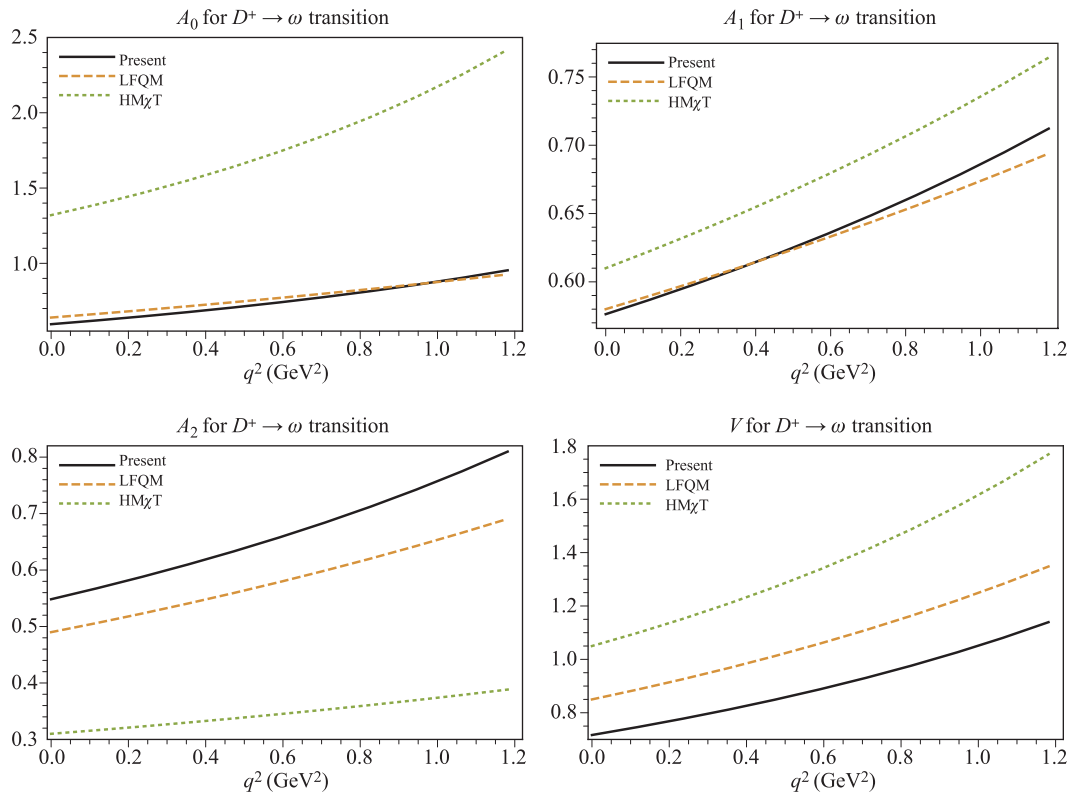 A₀ for D⁺ → ω transition
2.5
2.0
1.5
1.0
Present
LFQM
HMχT
0.0 0.2 0.4 0.6 0.8 1.0 1.2
q² (GeV²)
A₁ for D⁺ → ω transition
0.75
0.70
0.65
0.60
Present
LFQM
HMχT
0.0 0.2 0.4 0.6 0.8 1.0 1.2
q² (GeV²)
A₂ for D⁺ → ω transition
0.8
0.7
0.6
0.5
0.4
0.3
Present
LFQM
HMχT
0.0 0.2 0.4 0.6 0.8 1.0 1.2
q² (GeV²)
V for D⁺ → ω transition
1.8
1.6
1.4
1.2
1.0
0.8
Present
LFQM
HMχT
0.0 0.2 0.4 0.6 0.8 1.0 1.2
q² (GeV²)